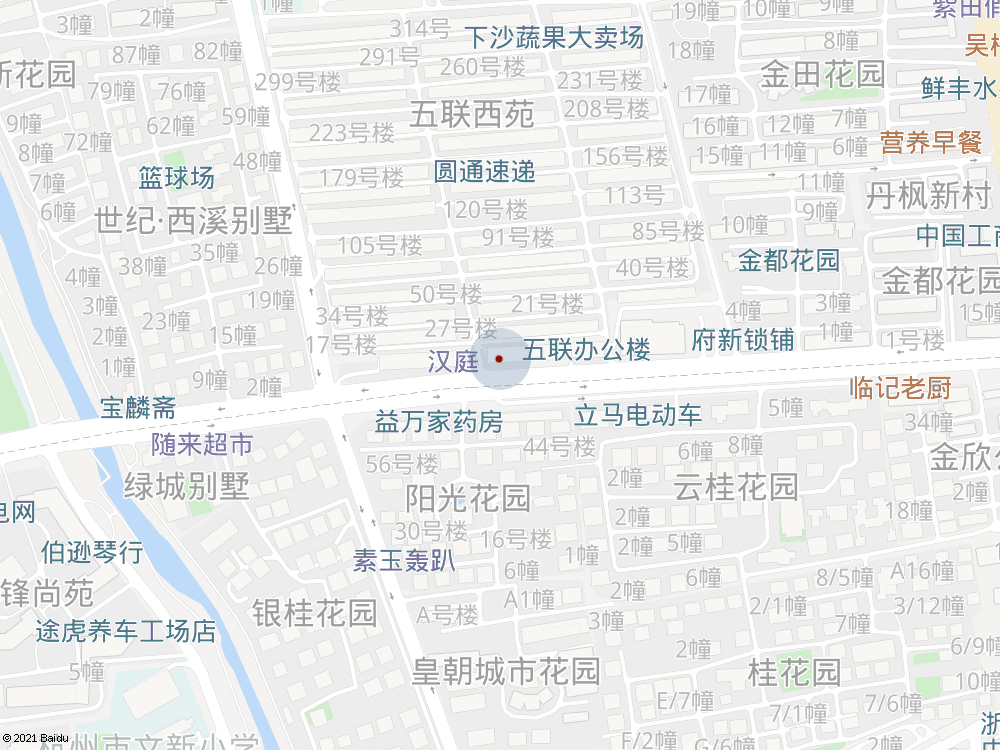 3幢
314号
19幢
10幢
9幢
87幢
82幢
291号
下沙蔬果大卖场
18幢
8幢
新花园
79幢
76幢
299号楼
260号楼
231号楼
金田花园
17幢
鲜丰水
9幢
62幢
59幢
五联西苑
208号楼
16幢
12幢
7幢
72幢
223号楼
营养早餐
8幢
48幢
156号楼
15幢
11幢
6幢
7幢
篮球场
179号楼
圆通速递
11幢
6幢
113号
丹枫新村
世纪·西溪别墅
120号楼
10幢
9幢
35幢
105号楼
91号楼
85号楼
中国工商
4幢
38幢
26幢
40号楼
金都花园
金都花园
3幢
19幢
50号楼
21号楼
4幢
3幢
15幢
2幢
23幢
15幢
34号楼
27号楼
1幢
17号楼
府新锁铺
1幢
1号楼
9幢
2幢
汉庭
五联办公楼
宝麟斋
临记老厨
益万家药房
立马电动车
5幢
34幢
随来超市
56号楼
44号楼
6幢
8幢
金欣公
绿城别墅
阳光花园
2幢
云桂花园
2幢
电网
30号楼
16号楼
2幢
18幢
伯逊琴行
素玉轰趴
1幢
2幢
5幢
锋尚苑
6幢
2幢
6幢
8/5幢
A16幢
银桂花园
A号楼
A1幢
3幢
2/1幢
3/12幢
途虎养车工场店
7幢
2幢
6/9幢
5幢
皇朝城市花园
桂花园
10幢
E/7幢
7/1幢
7/6幢
杭州市文新小学
F/2幢
6/4幢
浙
© 2021 Baidu